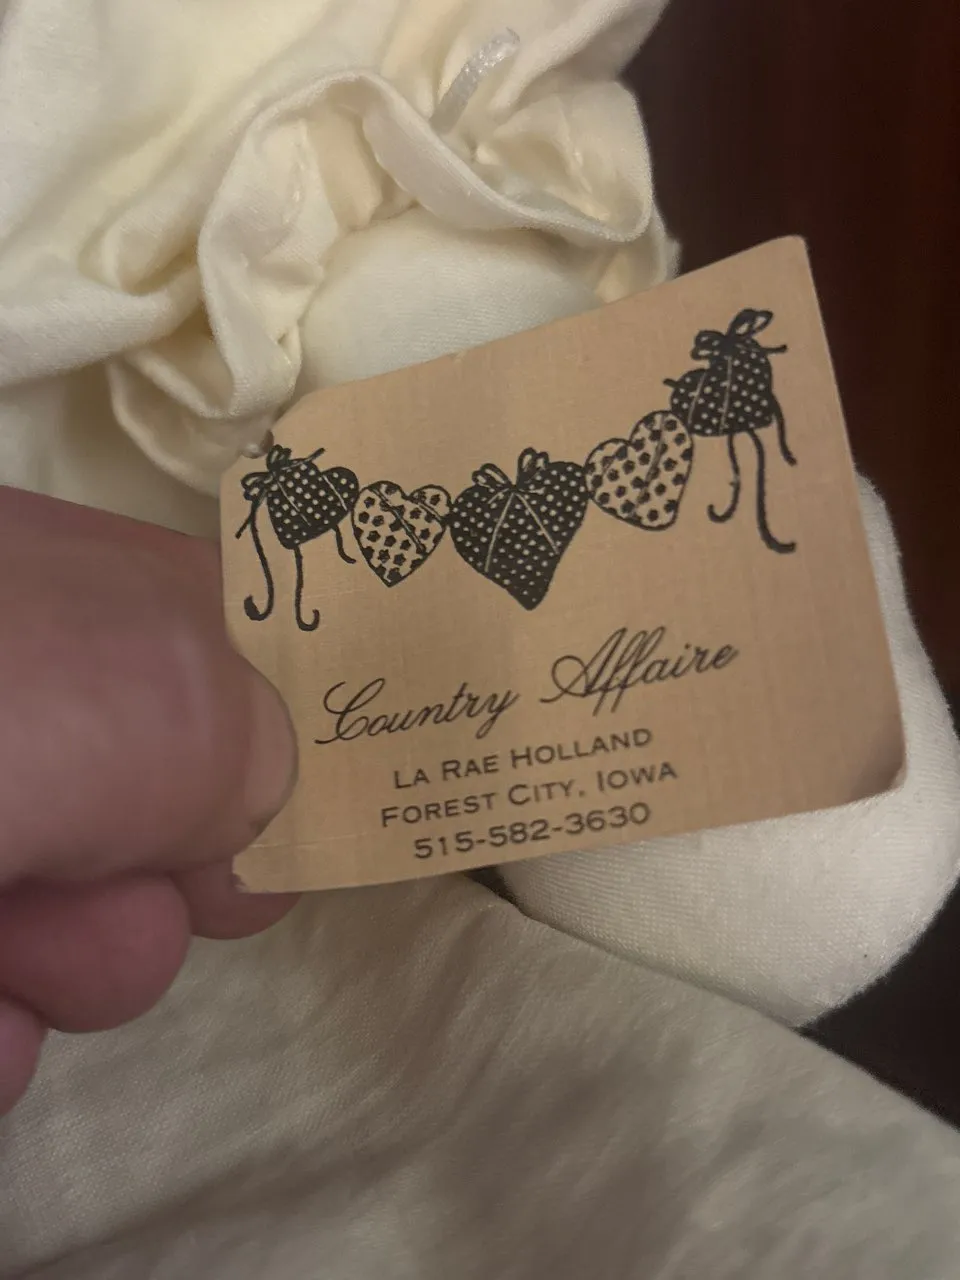 Country Affaire
LA RAE HOLLAND
FOREST CITY, IOWA
515-582-3630